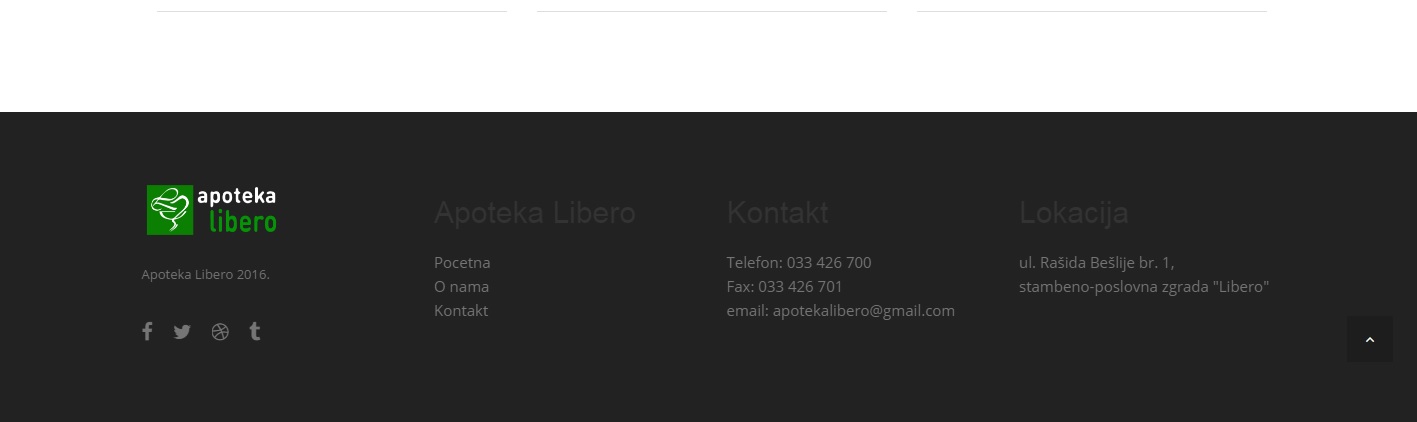 apoteka
libero
Apoteka Libero 2016.
Apoteka Libero
Pocetna
O nama
Kontakt
Kontakt
Telefon: 033 426 700
Fax: 033 426 701
email: apotekalibero@gmail.com
Lokacija
ul. Rašida Bešlije br. 1,
stambeno-poslovna zgrada "Libero"